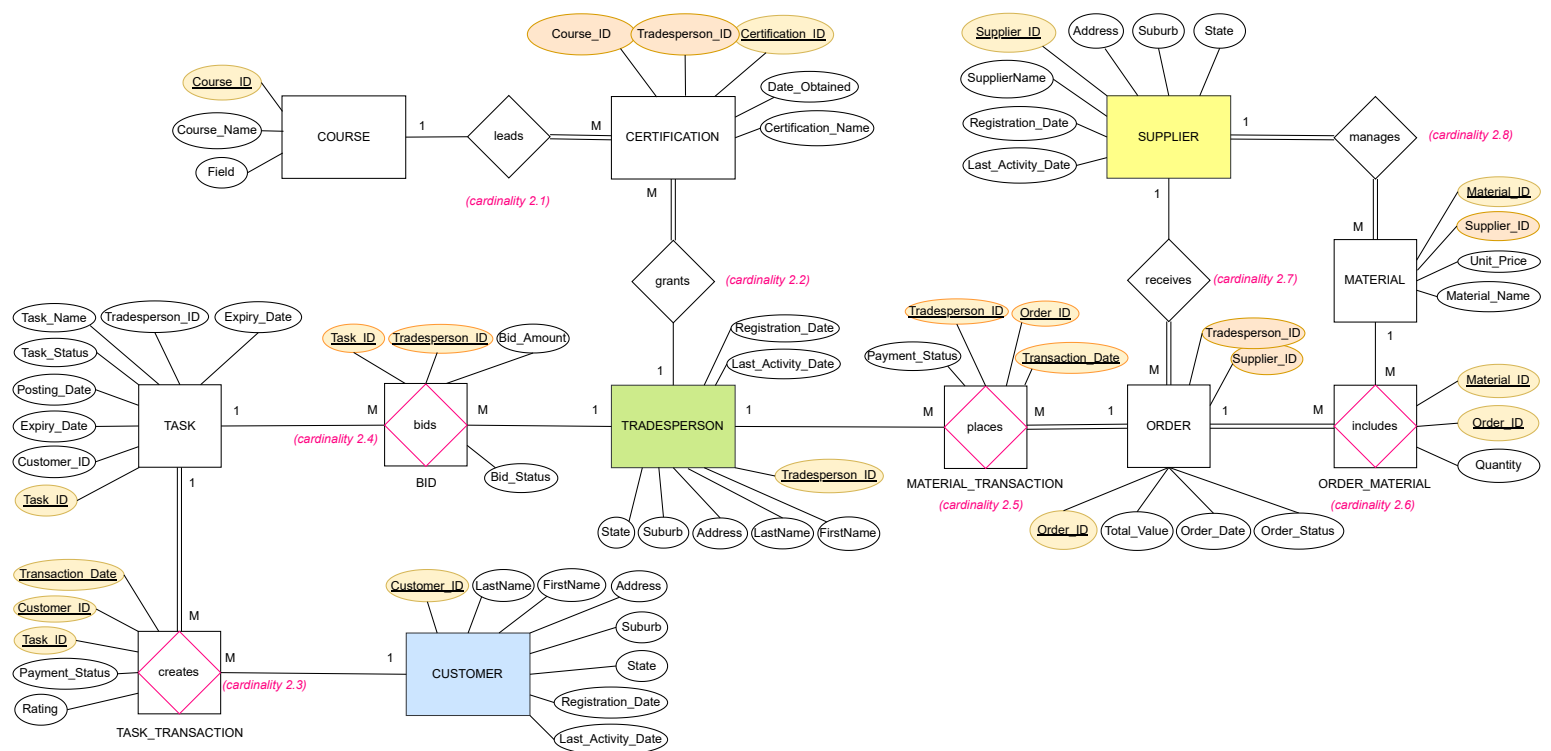 Course_ID
Tradesperson_ID
Certification_ID
Supplier_ID
Address
Suburb
State
Course_ID
Course_Name
Field
COURSE
1
leads
M
CERTIFICATION
Date_Obtained
Certification_Name
(cardinality 2.1)
M
SupplierName
Registration_Date
Last_Activity_Date
SUPPLIER
1
manages
(cardinality 2.8)
1
M
Material_ID
Supplier_ID
Unit_Price
Material_Name
MATERIAL
1
grants
(cardinality 2.2)
1
receives
(cardinality 2.7)
M
Task_Name
Tradesperson_ID
Expiry_Date
Task_Status
Posting_Date
Expiry_Date
Customer_ID
Task_ID
TASK
1
1
Task_ID
Tradesperson_ID
Bid_Amount
M
bids
M
(cardinality 2.4)
BID
Bid_Status
Registration_Date
Last_Activity_Date
1
TRADESPERSON
1
Tradesperson_ID
State
Suburb
Address
LastName
FirstName
Tradesperson_ID
Order_ID
Payment_Status
Transaction_Date
M
places
M
MATERIAL_TRANSACTION
(cardinality 2.5)
Tradesperson_ID
Supplier_ID
1
ORDER
1
Order_ID
Total_Value
Order_Date
Order_Status
M
M
includes
Material_ID
Order_ID
Quantity
ORDER_MATERIAL
(cardinality 2.6)
Transaction_Date
Customer_ID
Task_ID
Payment_Status
Rating
M
creates
M
(cardinality 2.3)
TASK_TRANSACTION
1
CUSTOMER
Customer_ID
LastName
FirstName
Address
Suburb
State
Registration_Date
Last_Activity_Date